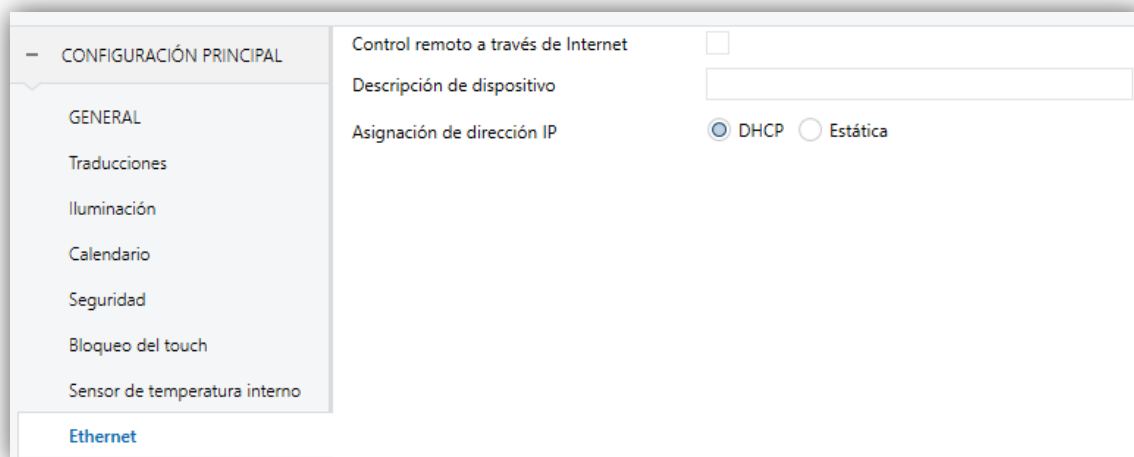 − CONFIGURACIÓN PRINCIPAL
GENERAL
Traducciones
Iluminación
Calendario
Seguridad
Bloqueo del touch
Sensor de temperatura interno
Ethernet
Control remoto a través de Internet
Descripción de dispositivo
Asignación de dirección IP DHCP Estática